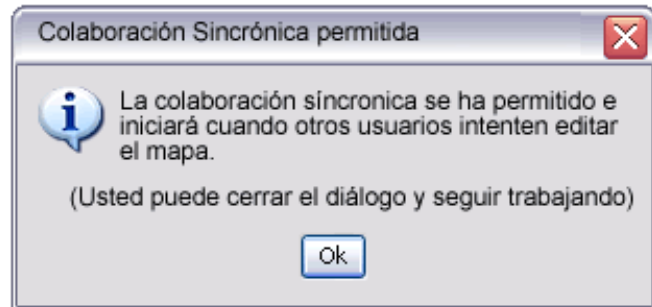 Colaboración Sincrónica permitida
La colaboración síncronica se ha permitido e
iniciará cuando otros usuarios intenten editar
el mapa.
(Usted puede cerrar el diálogo y seguir trabajando)
Ok